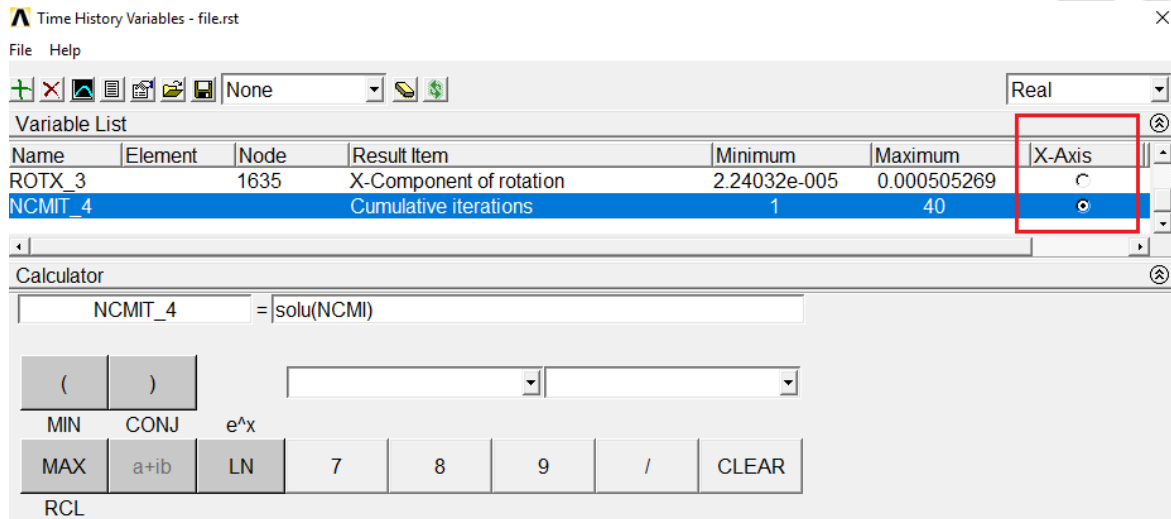 Time History Variables - file.rst
File Help
None Real
Variable List
Name Element Node Result Item Minimum Maximum X-Axis
ROTX_3 1635 X-Component of rotation 2.24032e-005 0.000505269
NCMIT_4 Cumulative iterations 1 40
Calculator
NCMIT_4 = solu(NCMI)
( )
MIN CONJ e^x
MAX a+ib LN 7 8 9 / CLEAR
RCL